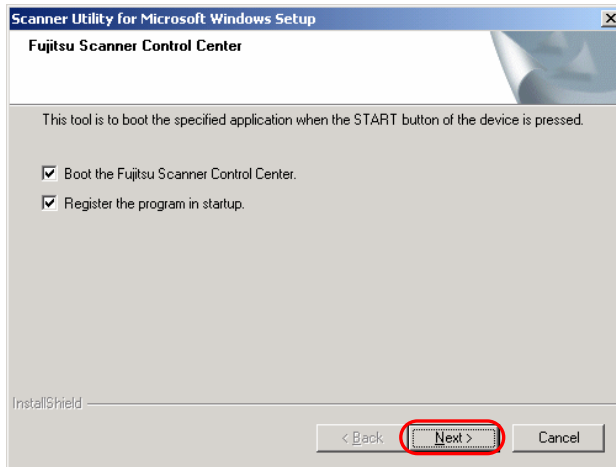 Scanner Utility for Microsoft Windows Setup
Fujitsu Scanner Control Center
This tool is to boot the specified application when the START button of the device is pressed.
Boot the Fujitsu Scanner Control Center.
Register the program in startup.
InstallShield
< Back
Next >
Cancel